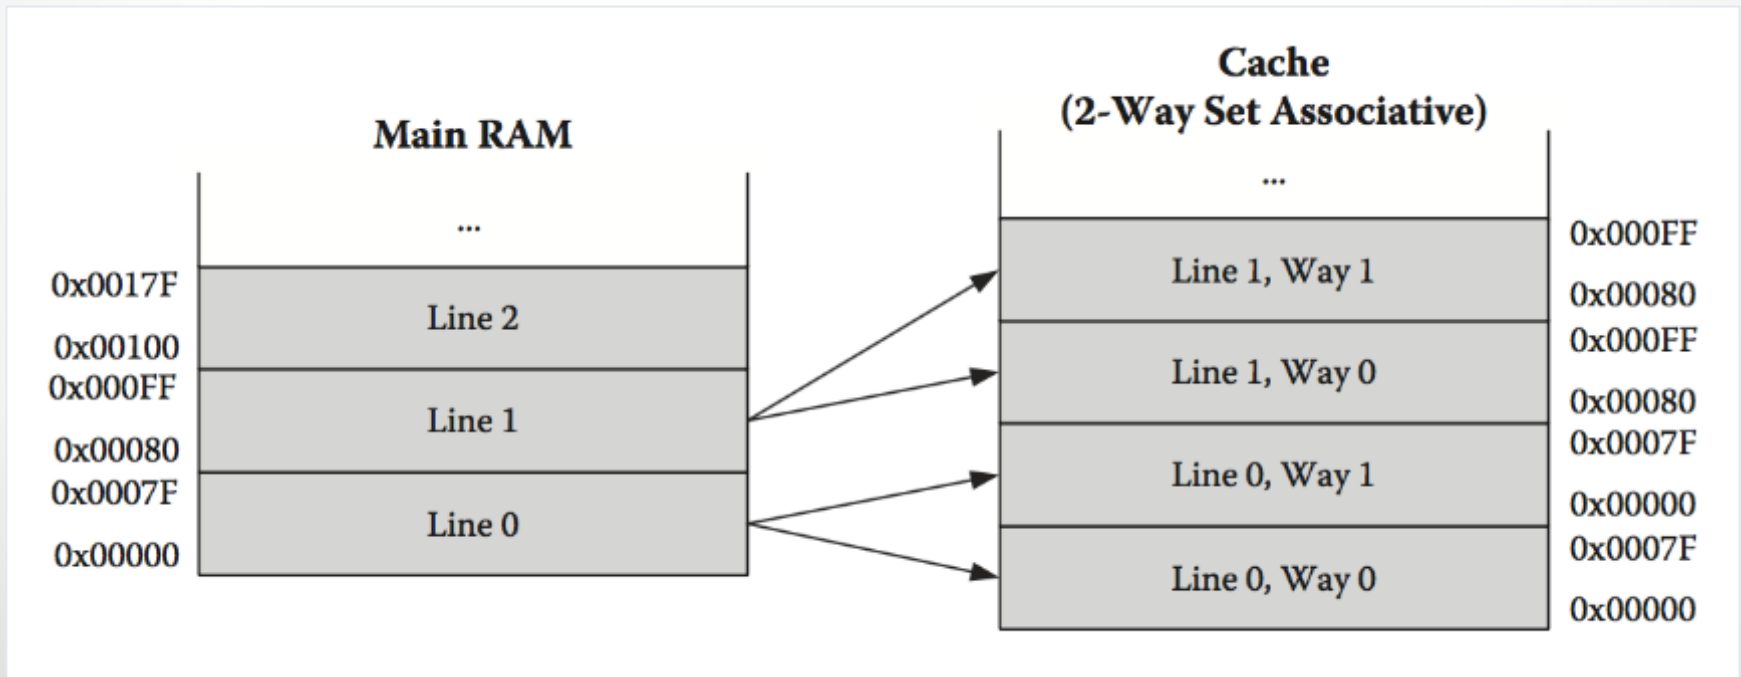 Main RAM
...
0x0017F
Line 2
0x00100
0x000FF
Line 1
0x00080
0x0007F
Line 0
0x00000
Cache
(2-Way Set Associative)
...
0x000FF
Line 1, Way 1
0x00080
0x000FF
Line 1, Way 0
0x00080
0x0007F
Line 0, Way 1
0x00000
0x0007F
Line 0, Way 0
0x00000